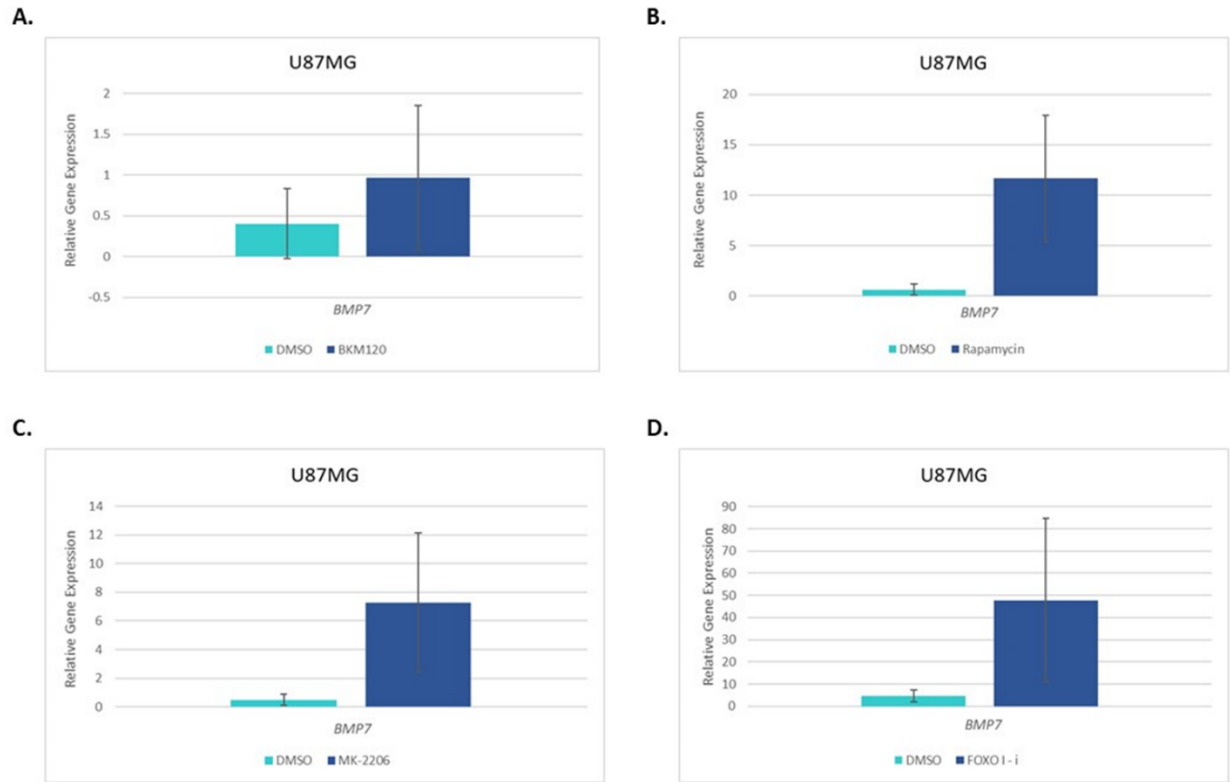 A.
U87MG
Relative Gene Expression
2
1.5
1
0.5
0
-0.5
BMP7
DMSO BKM120
B.
U87MG
Relative Gene Expression
20
15
10
5
0
BMP7
DMSO Rapamycin
C.
U87MG
Relative Gene Expression
14
12
10
8
6
4
2
0
BMP7
DMSO MK-2206
D.
U87MG
Relative Gene Expression
90
80
70
60
50
40
30
20
10
0
BMP7
DMSO FOXO I - i